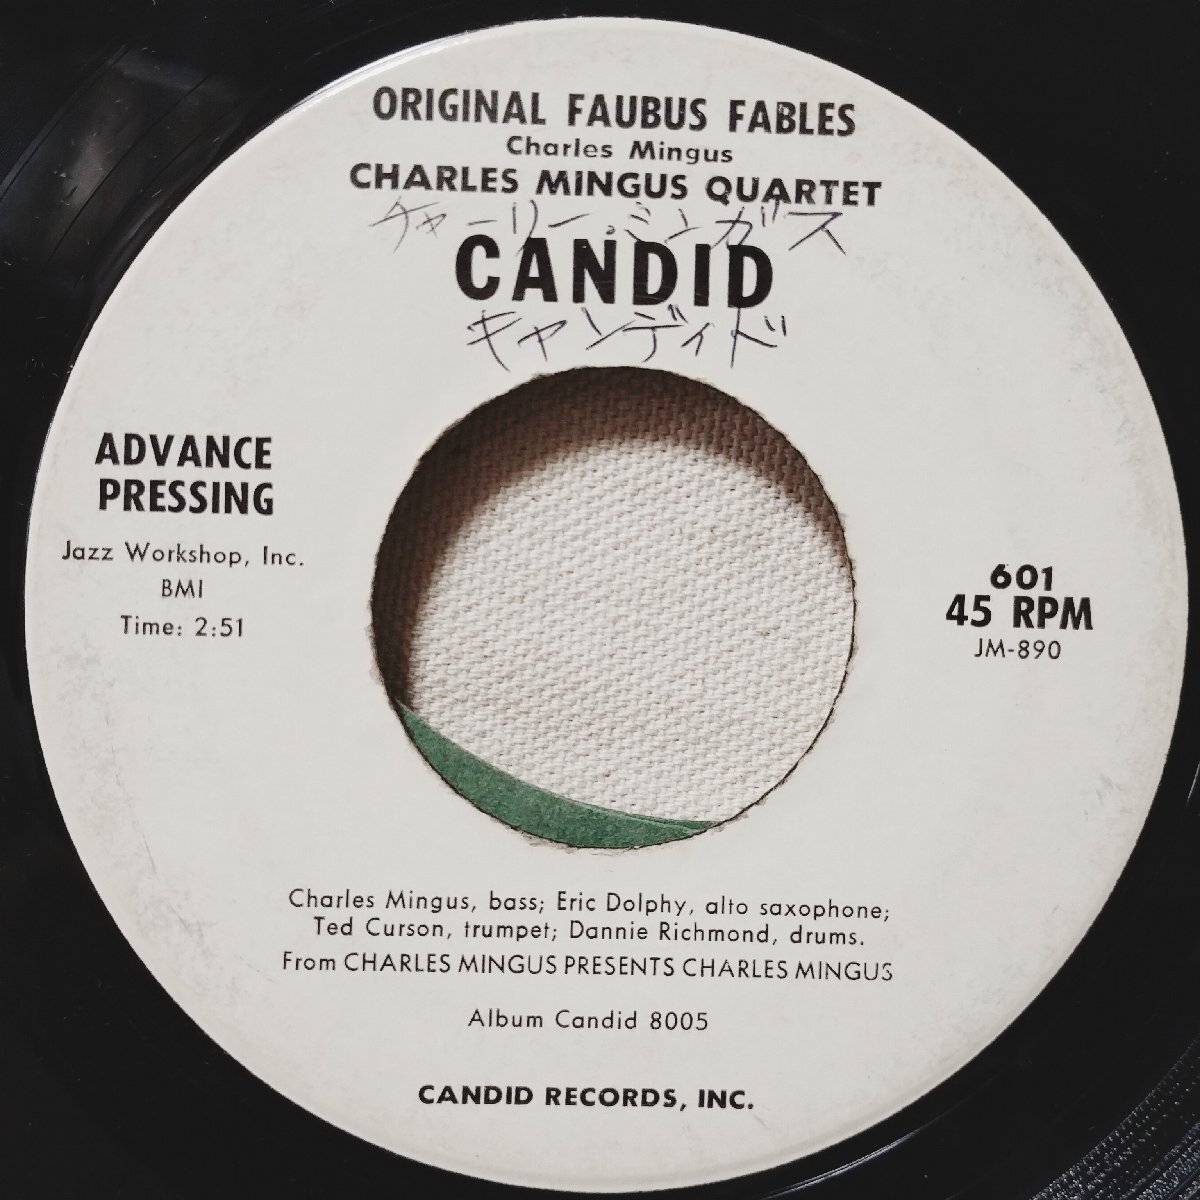 ORIGINAL FAUBUS FABLES
Charles Mingus
CHARLES MINGUS QUARTET
チャーリー・ミンガス
CANDID
キャンディド
ADVANCE
PRESSING
Jazz Workshop, Inc.
BMI
Time: 2:51
601
45 RPM
JM-890
Charles Mingus, bass; Eric Dolphy, alto saxophone;
Ted Curson, trumpet; Dannie Richmond, drums.
From CHARLES MINGUS PRESENTS CHARLES MINGUS
Album Candid 8005
CANDID RECORDS, INC.